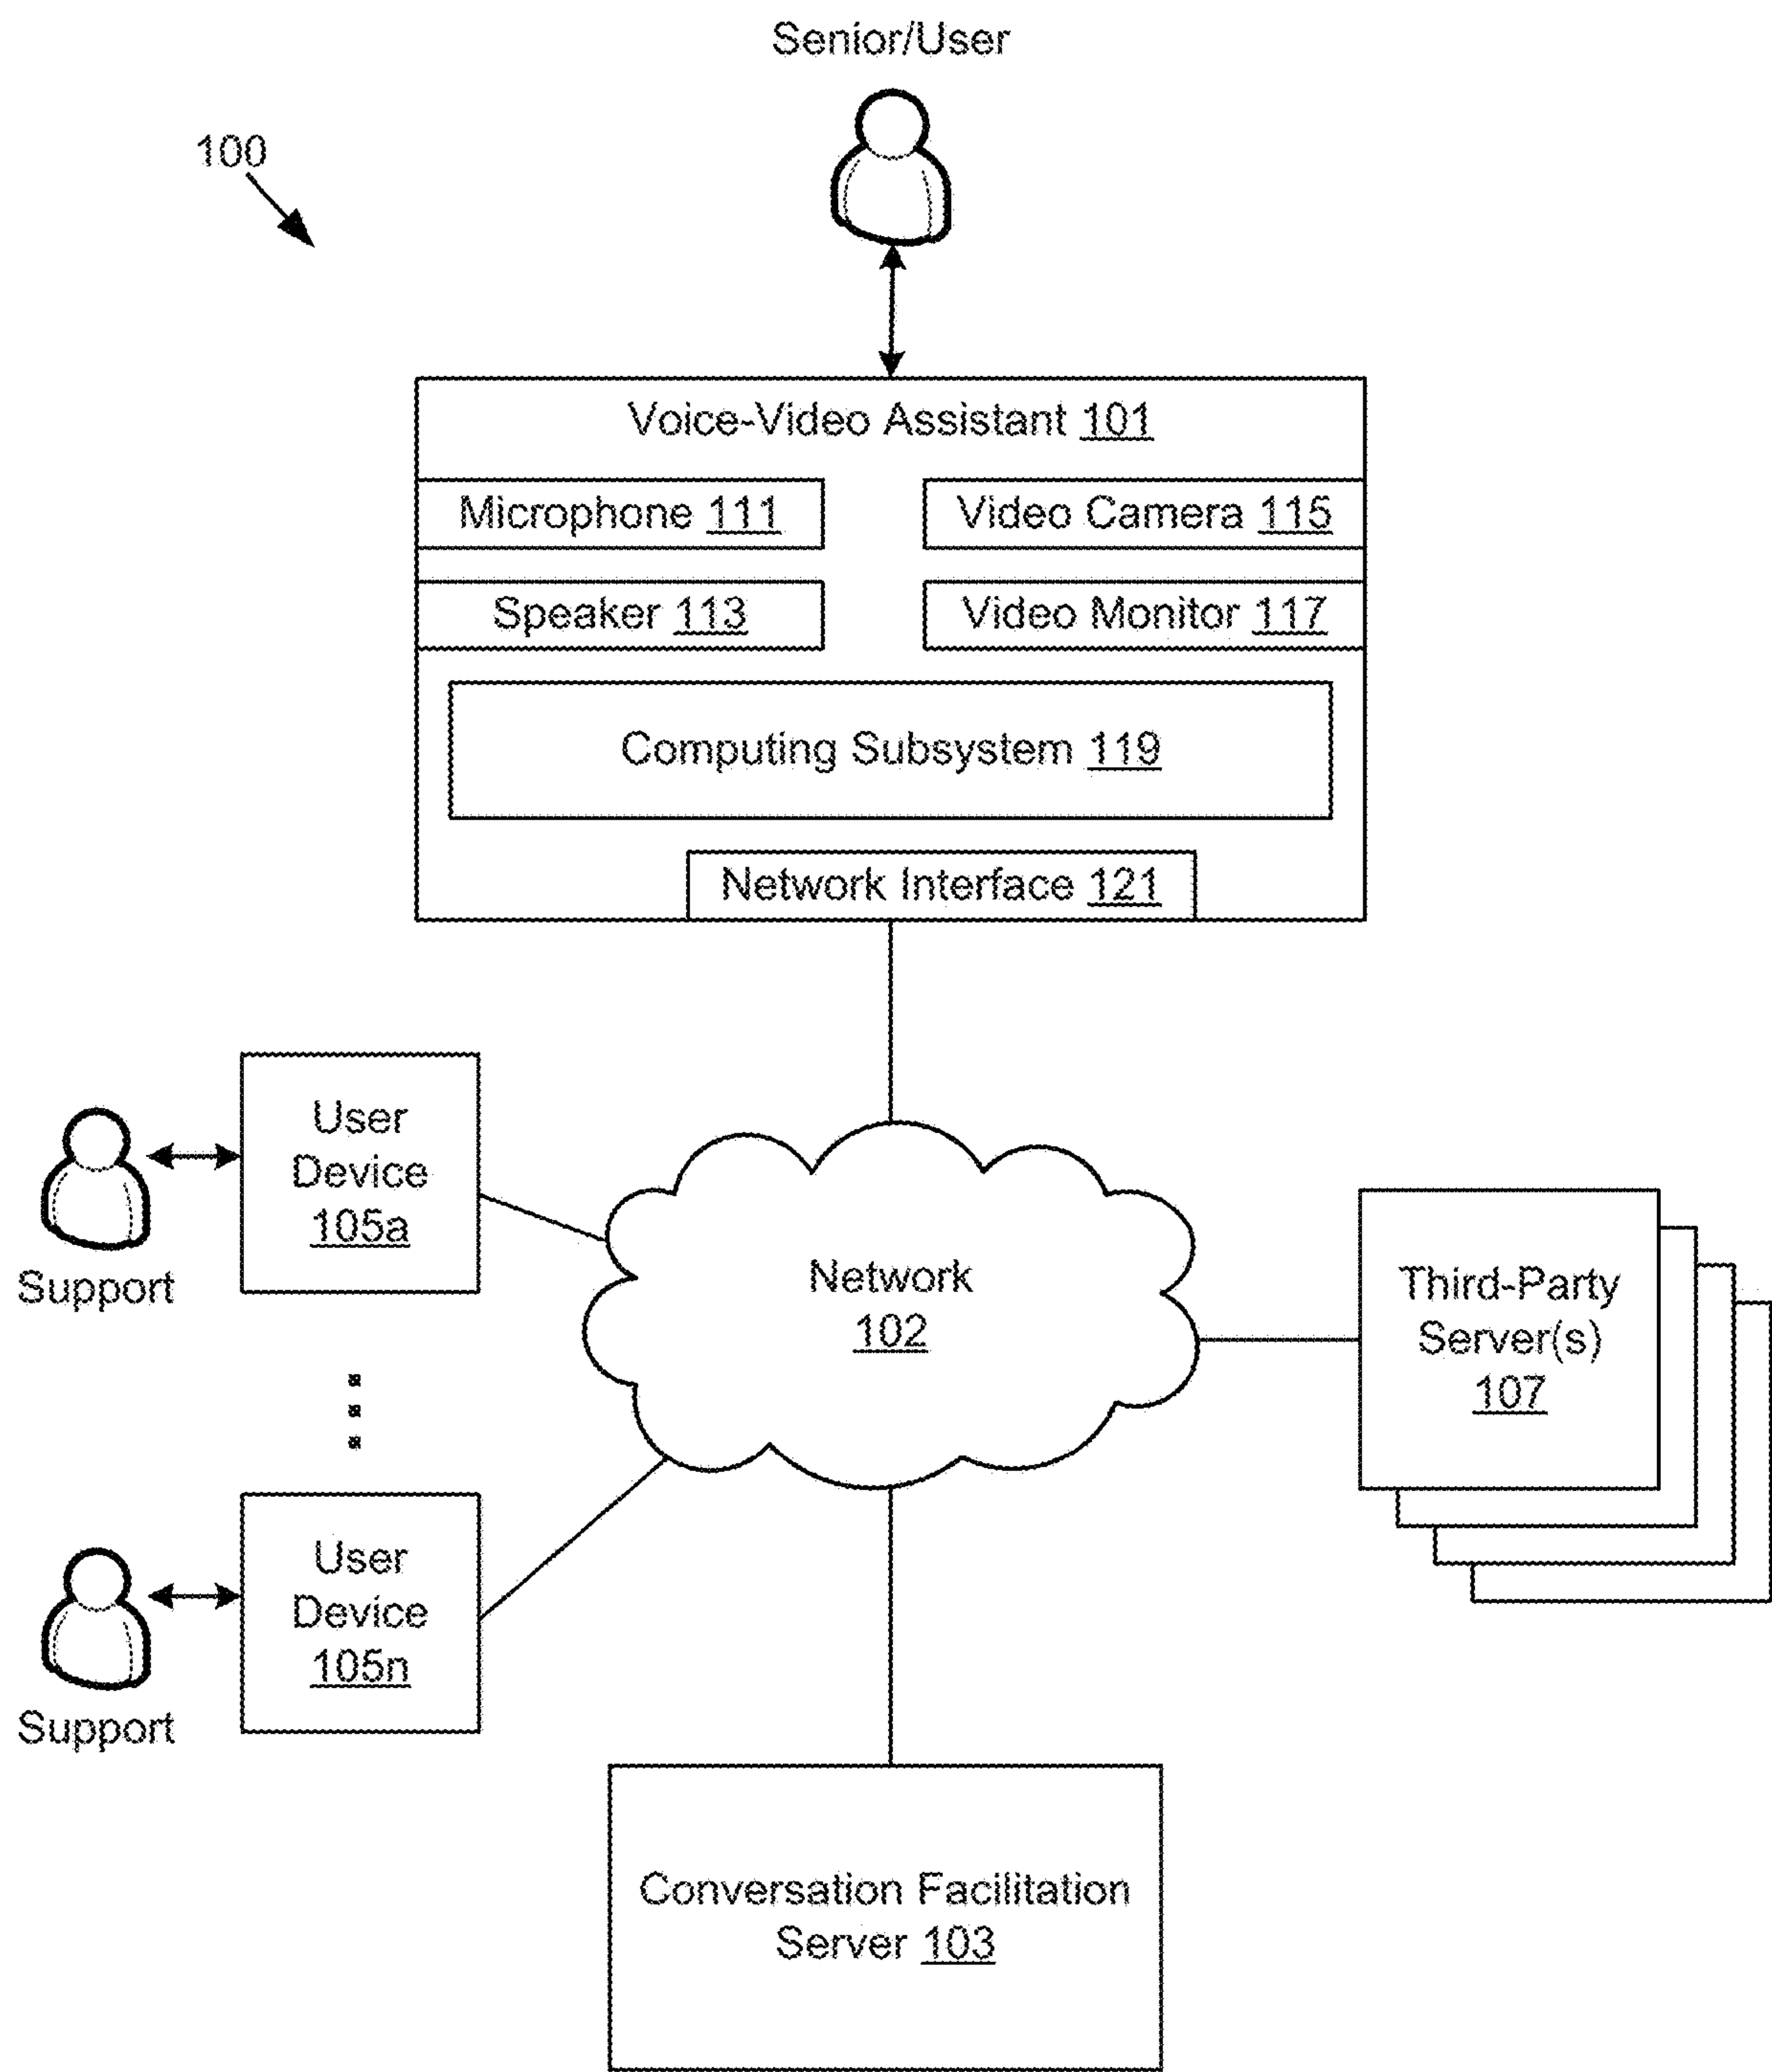 Senior/User
100
Voice-Video Assistant 101
Microphone 111
Video Camera 115
Speaker 113
Video Monitor 117
Computing Subsystem 119
Network Interface 121
User
Device
105a
Support
Network
102
Third-Party
Server(s)
107
User
Device
105n
Support
Conversation Facilitation
Server 103